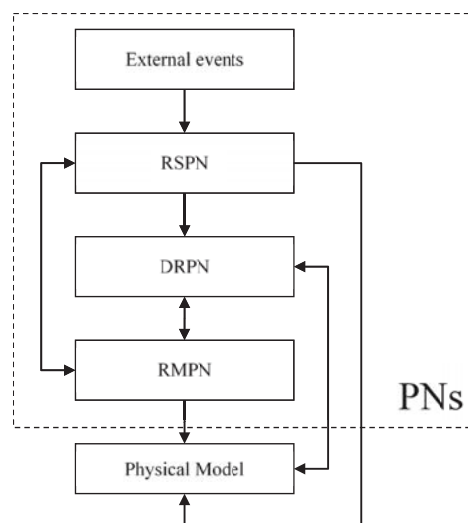 External events
RSPN
DRPN
RMPN
PNs
Physical Model